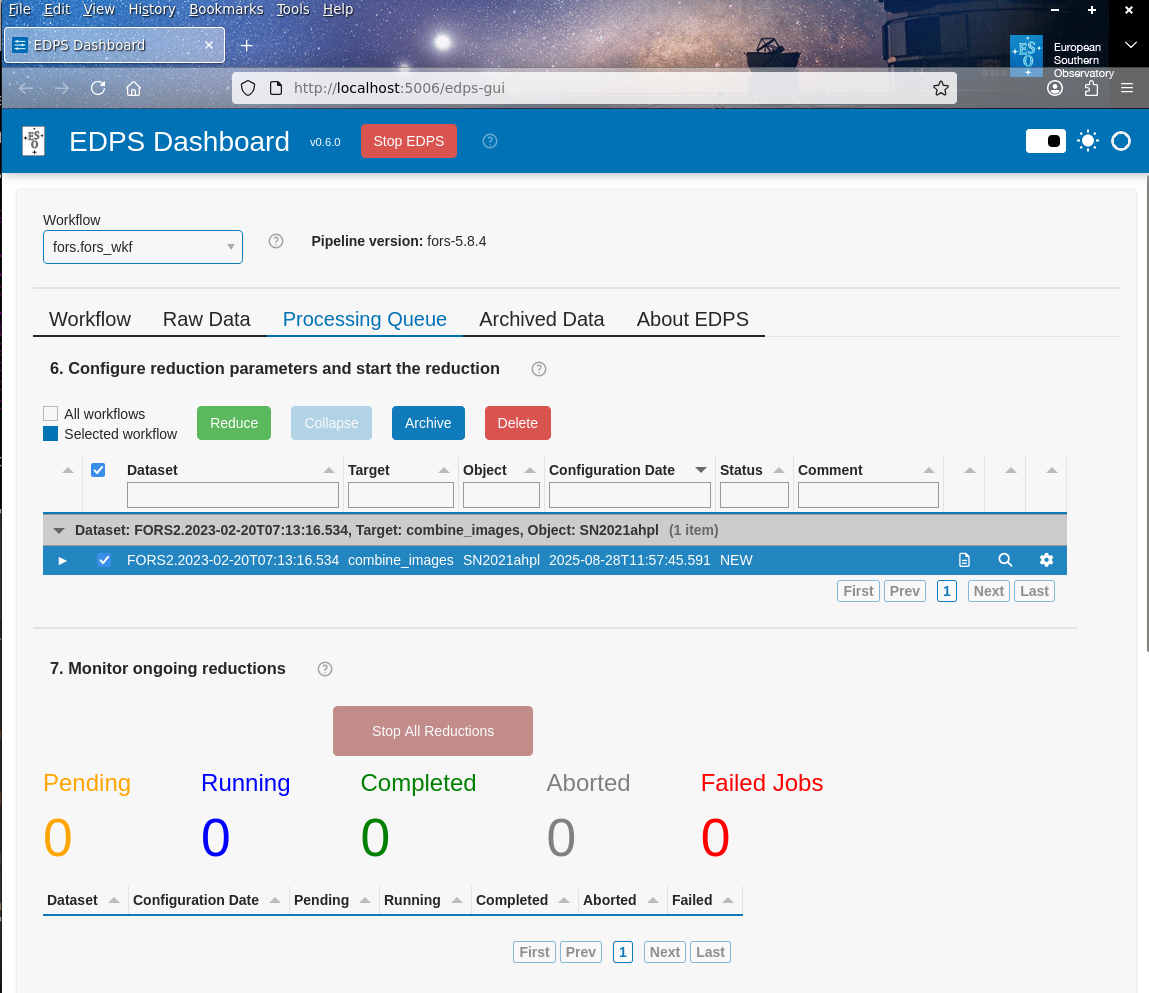 File Edit View History Bookmarks Tools Help
EDPS Dashboard
European
Southern
Observatory
http://localhost:5006/edps-gui
EDPS Dashboard v0.6.0 Stop EDPS ?
Workflow
fors.fors_wkf ? Pipeline version: fors-5.8.4
Workflow Raw Data Processing Queue Archived Data About EDPS
6. Configure reduction parameters and start the reduction ?
All workflows
Selected workflow
Reduce Collapse Archive Delete
Dataset Target Object Configuration Date Status Comment
Dataset: FORS2.2023-02-20T07:13:16.534, Target: combine_images, Object: SN2021ahpl (1 item)
FORS2.2023-02-20T07:13:16.534 combine_images SN2021ahpl 2025-08-28T11:57:45.591 NEW
First Prev 1 Next Last
7. Monitor ongoing reductions ?
Stop All Reductions
Pending Running Completed Aborted Failed Jobs
0 0 0 0 0
Dataset Configuration Date Pending Running Completed Aborted Failed
First Prev 1 Next Last